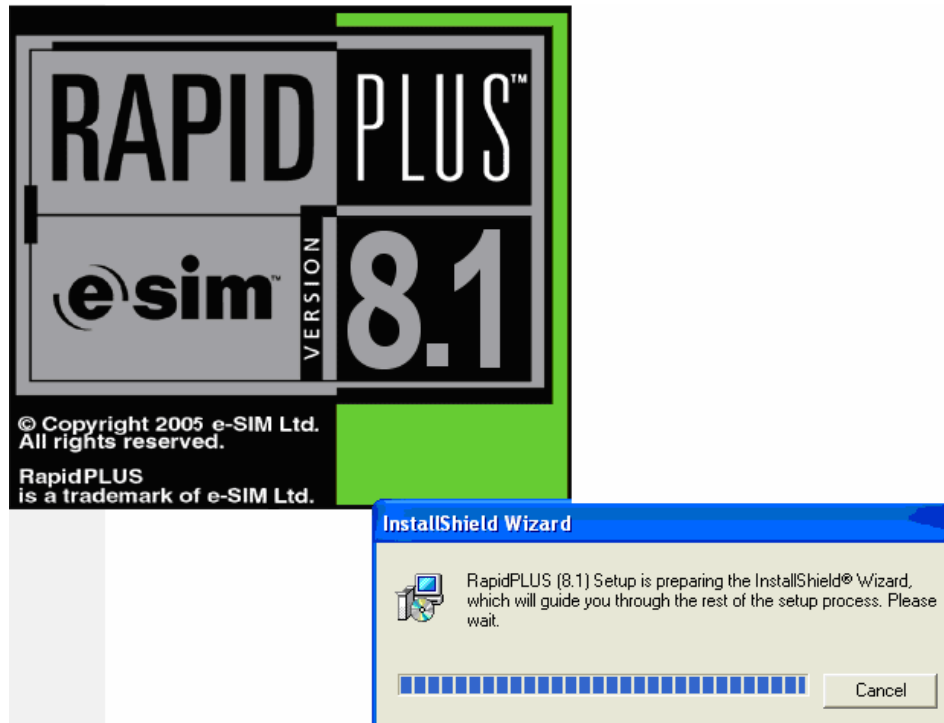 RAPID PLUS™
e·sim™
VERSION
8.1
© Copyright 2005 e-SIM Ltd.
All rights reserved.
RapidPLUS
is a trademark of e-SIM Ltd.
InstallShield Wizard
RapidPLUS (8.1) Setup is preparing the InstallShield® Wizard,
which will guide you through the rest of the setup process. Please
wait.
Cancel